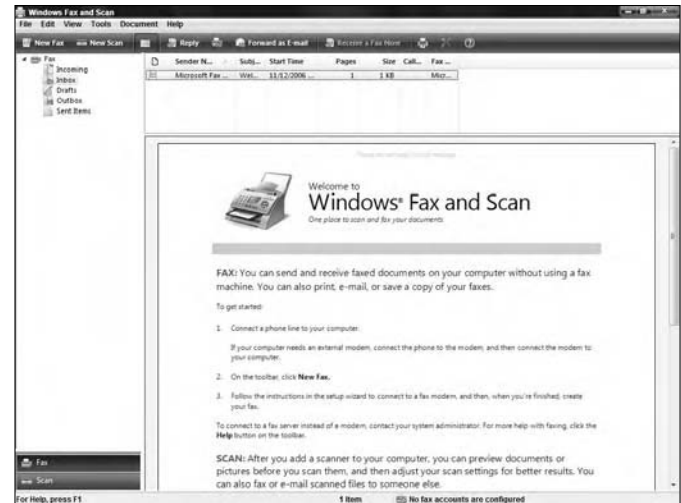 Windows Fax and Scan
File Edit View Tools Document Help
New Fax New Scan Reply Forward as E-mail Receive a Fax Now
Fax
Incoming
Inbox
Drafts
Outbox
Sent Items
Sender N... Subj... Start Time Pages Size Call... Fax ...
Microsoft Fax ... Wel... 11/12/2006 ... 1 1 KB Micr...
Welcome to
Windows® Fax and Scan
One place to scan and fax your documents
FAX: You can send and receive faxed documents on your computer without using a fax
machine. You can also print, e-mail, or save a copy of your faxes.
To get started:
1. Connect a phone line to your computer.
If your computer needs an external modem, connect the phone to the modem, and then connect the modem to
your computer.
2. On the toolbar, click New Fax.
3. Follow the instructions in the setup wizard to connect to a fax modem, and then, when you're finished, create
your fax.
To connect to a fax server instead of a modem, contact your system administrator. For more help with faxing, click the
Help button on the toolbar.
SCAN: After you add a scanner to your computer, you can preview documents or
pictures before you scan them, and then adjust your scan settings for better results. You
can also fax or e-mail scanned files to someone else.
Fax
Scan
For Help, press F1 1 item No fax accounts are configured